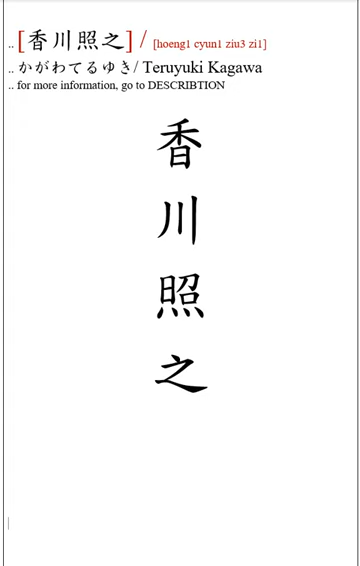 .. [香川照之] / [hoeng1 cyun1 ziu3 zi1]
.. かがわてるゆき/ Teruyuki Kagawa
.. for more information, go to DESCRIBTION
香
川
照
之